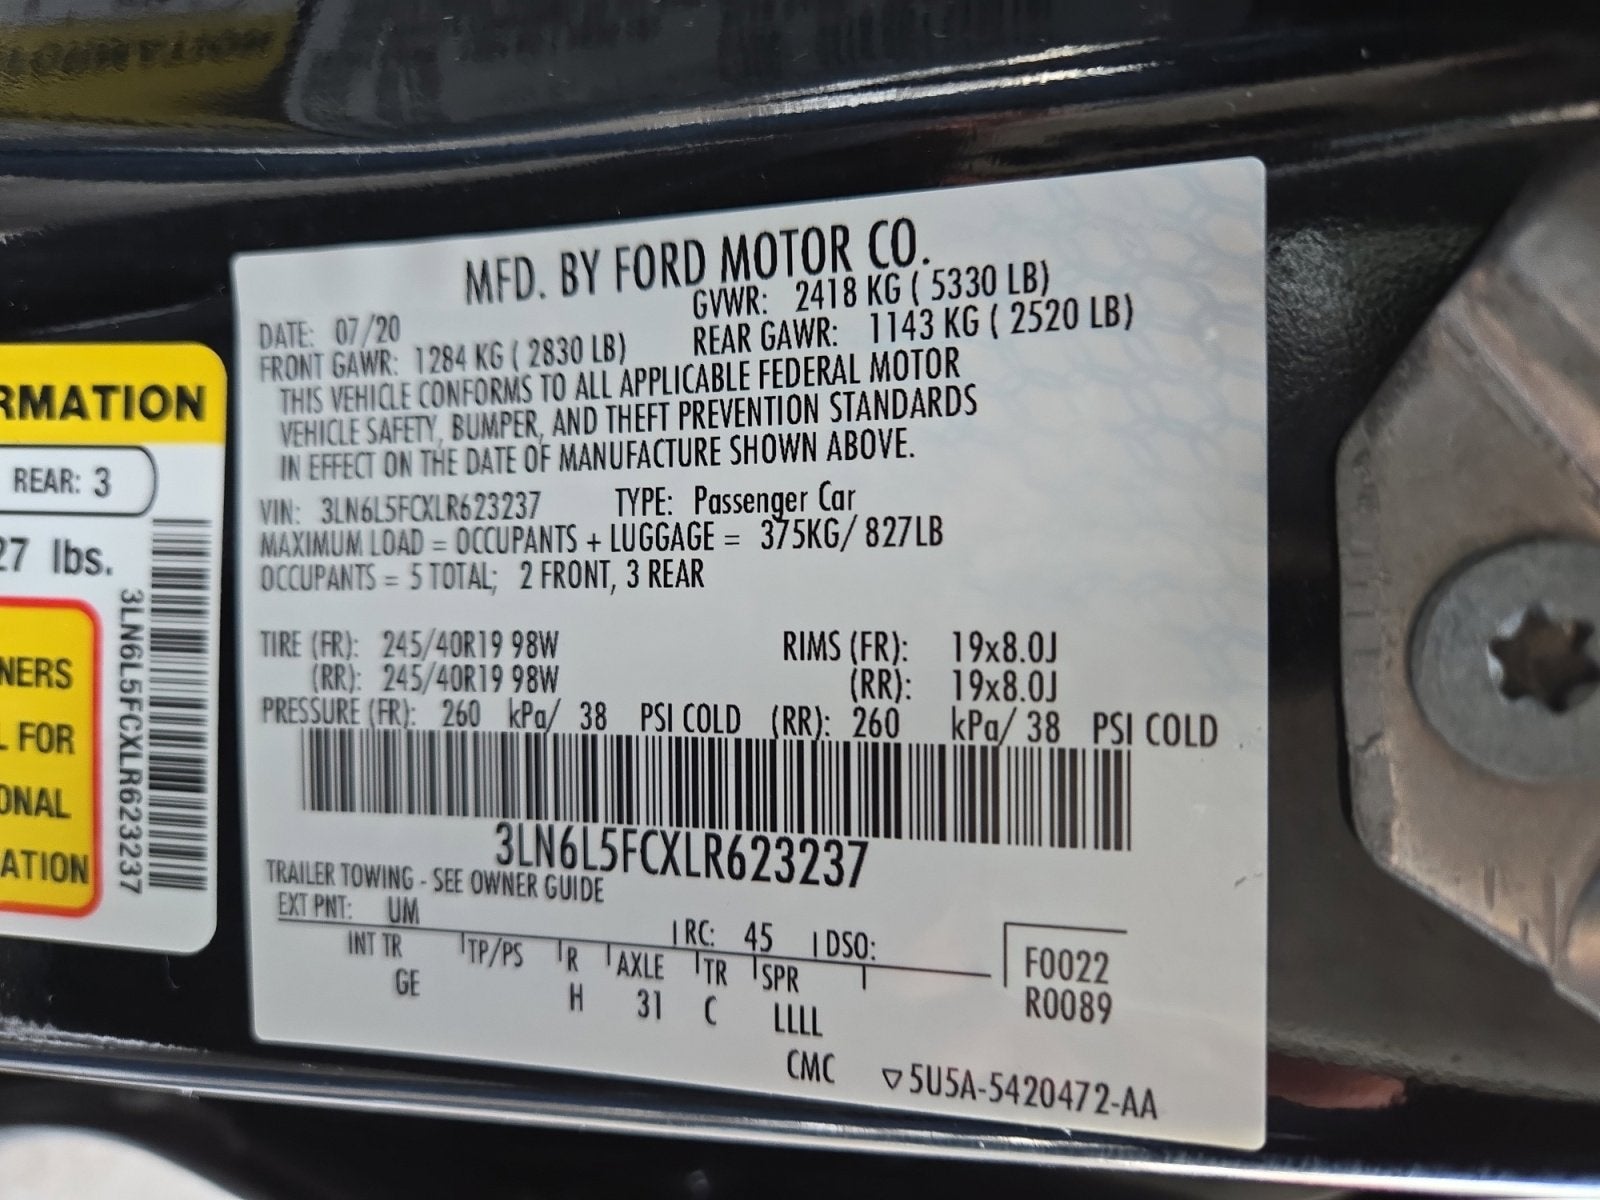 RMATION
REAR: 3
27 lbs.
NERS
L FOR
ONAL
ATION
3LN6L5FCXLR623237
MFD. BY FORD MOTOR CO.
DATE: 07/20 GVWR: 2418 KG ( 5330 LB)
FRONT GAWR: 1284 KG ( 2830 LB) REAR GAWR: 1143 KG ( 2520 LB)
THIS VEHICLE CONFORMS TO ALL APPLICABLE FEDERAL MOTOR
VEHICLE SAFETY, BUMPER, AND THEFT PREVENTION STANDARDS
IN EFFECT ON THE DATE OF MANUFACTURE SHOWN ABOVE.
VIN: 3LN6L5FCXLR623237 TYPE: Passenger Car
MAXIMUM LOAD = OCCUPANTS + LUGGAGE = 375KG/ 827LB
OCCUPANTS = 5 TOTAL; 2 FRONT, 3 REAR
TIRE (FR): 245/40R19 98W RIMS (FR): 19x8.0J
(RR): 245/40R19 98W (RR): 19x8.0J
PRESSURE (FR): 260 kPa/ 38 PSI COLD (RR): 260 kPa/ 38 PSI COLD
3LN6L5FCXLR623237
TRAILER TOWING - SEE OWNER GUIDE
EXT PNT: UM RC: 45 DSO:
INT TR TP/PS R AXLE TR SPR
GE H 31 C LLLL
F0022
R0089
CMC ▽5U5A-5420472-AA